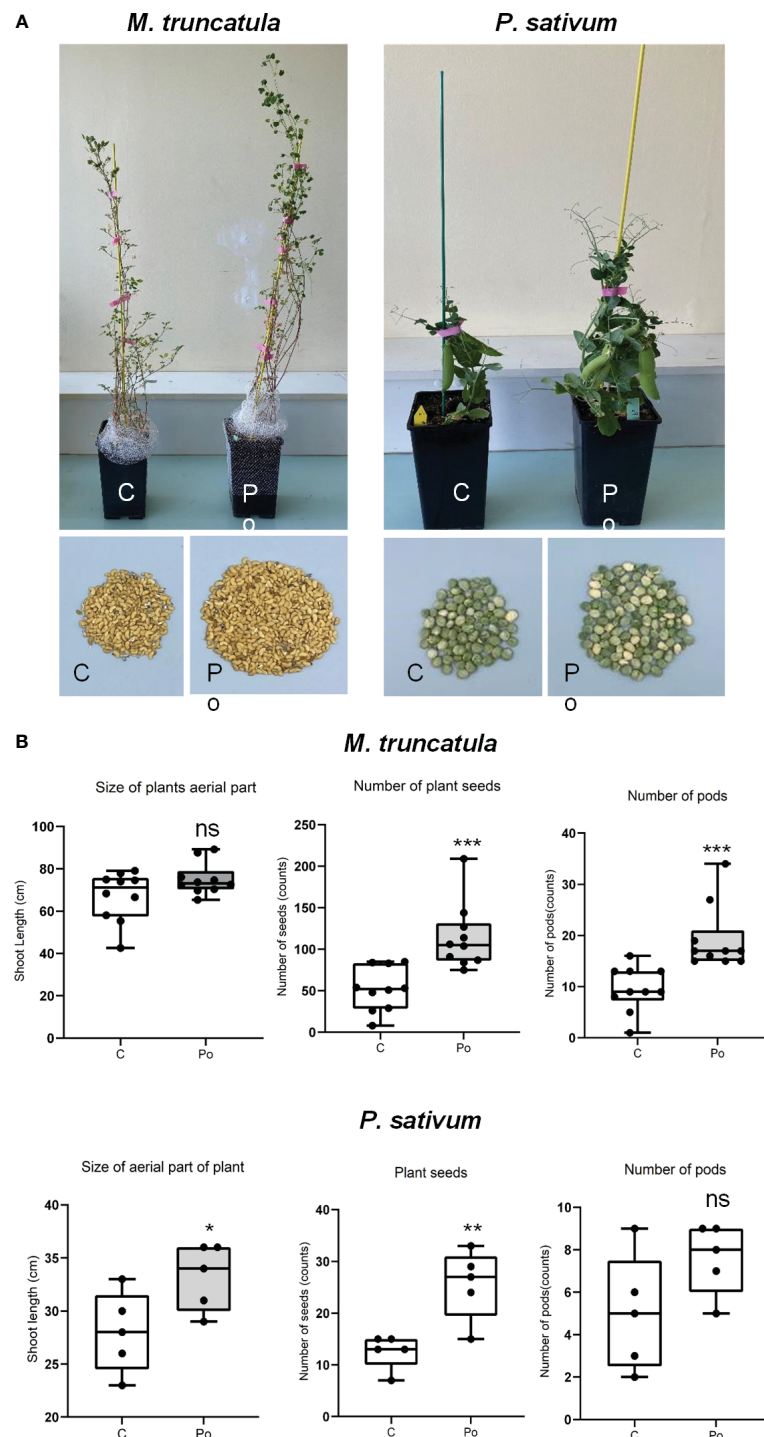 A
M. truncatula
P. sativum
C
P
o
C
P
o
C
P
o
C
P
o
B
M. truncatula
Size of plants aerial part
Number of plant seeds
Number of pods
ns
***
***
Shoot Length (cm)
100
80
60
40
20
0
C
Po
Number of seeds (counts)
250
200
150
100
50
0
C
Po
Number of pods(counts)
40
30
20
10
0
C
Po
P. sativum
Size of aerial part of plant
Plant seeds
Number of pods
*
**
ns
Shoot length (cm)
40
35
30
25
20
C
Po
Number of seeds (counts)
40
30
20
10
0
C
Po
Number of pods(counts)
10
8
6
4
2
0
C
Po